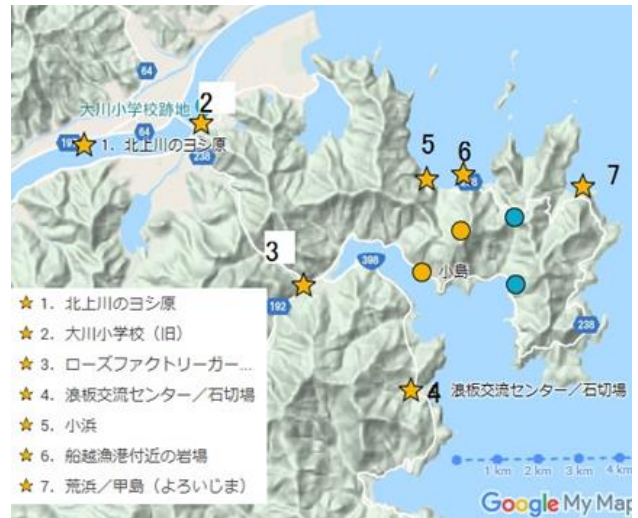 64
大川小学校跡地
2
192
64
1. 北上川のヨシ原
238
5
6
7
3
398
小島
192
238
4
浪板交流センター／石切場
1. 北上川のヨシ原
2. 大川小学校（旧）
3. ローズファクトリーガー...
4. 浪板交流センター／石切場
5. 小浜
6. 船越漁港付近の岩場
7. 荒浜／甲島（よろいじま）
1 km 2 km 3 km 4 km
Google My Map